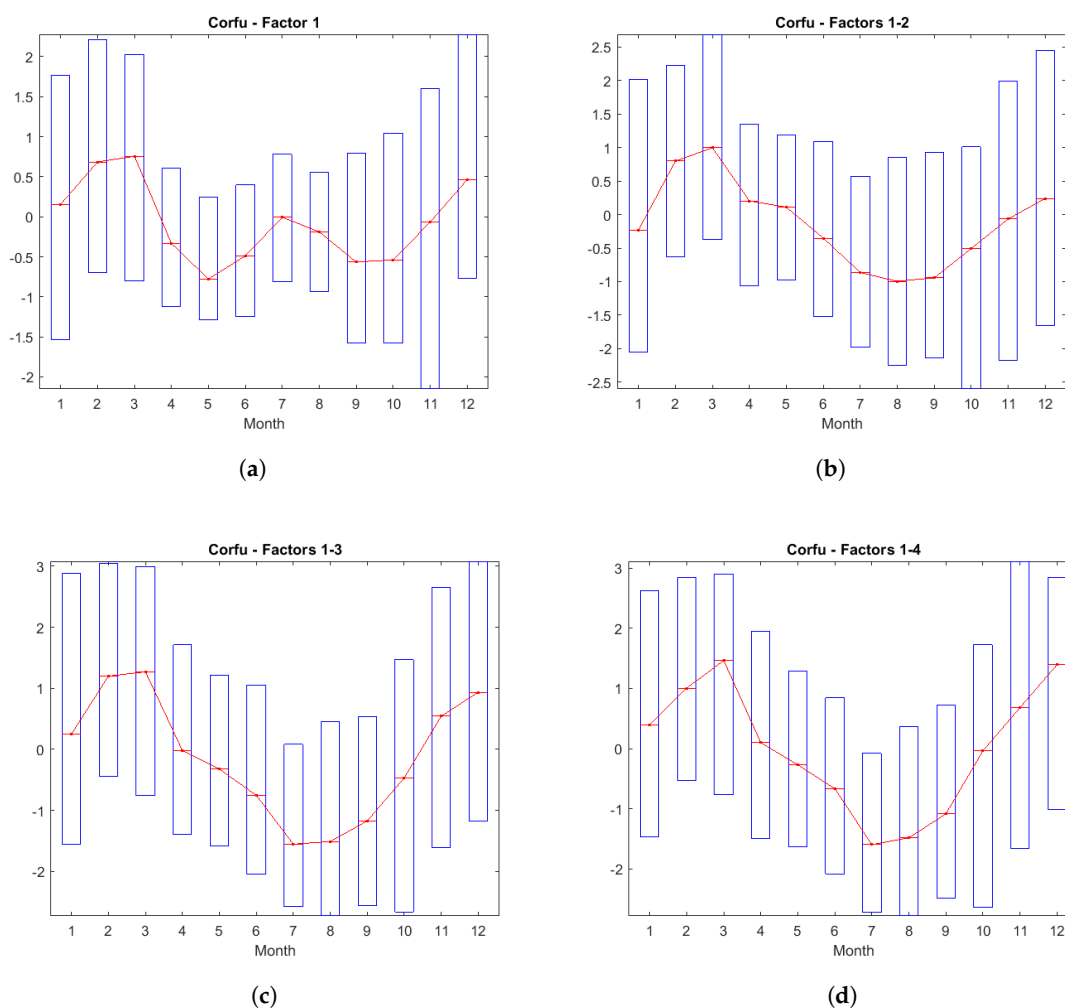 Corfu - Factor 1
2
1.5
1
0.5
0
-0.5
-1
-1.5
-2
1 2 3 4 5 6 7 8 9 10 11 12
Month
(a)
Corfu - Factors 1-2
2.5
2
1.5
1
0.5
0
-0.5
-1
-1.5
-2
-2.5
1 2 3 4 5 6 7 8 9 10 11 12
Month
(b)
Corfu - Factors 1-3
3
2
1
0
-1
-2
1 2 3 4 5 6 7 8 9 10 11 12
Month
(c)
Corfu - Factors 1-4
3
2
1
0
-1
-2
1 2 3 4 5 6 7 8 9 10 11 12
Month
(d)